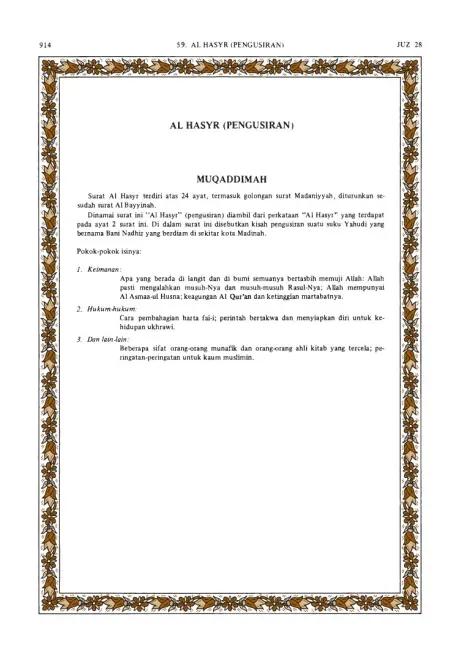 914 59. AL HASYR (PENGUSIRAN) JUZ 28
AL HASYR (PENGUSIRAN)
MUQADDIMAH
Surat Al Hasyr terdiri atas 24 ayat, termasuk golongan surat Madaniyyah, diturunkan se-
sudah surat Al Bayyinah.
Dinamai surat ini "Al Hasyr" (pengusiran) diambil dari perkataan "Al Hasyr" yang terdapat
pada ayat 2 surat ini. Di dalam surat ini disebutkan kisah pengusiran suatu suku Yahudi yang
bernama Bani Nadhiz yang berdiam di sekitar kota Madinah.
Pokok-pokok isinya:
1. Keimanan:
Apa yang berada di langit dan di bumi semuanya bertasbih memuji Allah: Allah
pasti mengalahkan musuh-Nya dan musuh-musuh Rasul-Nya; Allah mempunyai
Al Asmaa-ul Husna; keagungan Al Qur'an dan ketinggian martabatnya.
2. Hukum-hukum:
Cara pembahagian harta fai-i; perintah bertakwa dan menyiapkan diri untuk ke-
hidupan ukhrawi.
3. Dan lain-lain:
Beberapa sifat orang-orang munafik dan orang-orang ahli kitab yang tercela; pe-
ringatan-peringatan untuk kaum muslimin.